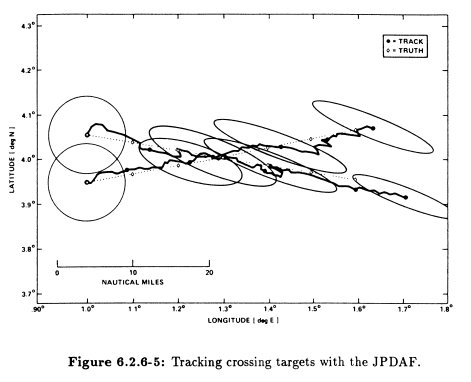 4.3°
4.2°
4.1°
4.0°
3.9°
3.8°
3.7°
LATITUDE [deg N]
• = TRACK
○ = TRUTH
0 10 20
NAUTICAL MILES
.90° 1.0° 1.1° 1.2° 1.3° 1.4° 1.5° 1.6° 1.7° 1.8°
LONGITUDE [deg E]
Figure 6.2.6-5: Tracking crossing targets with the JPDAF.